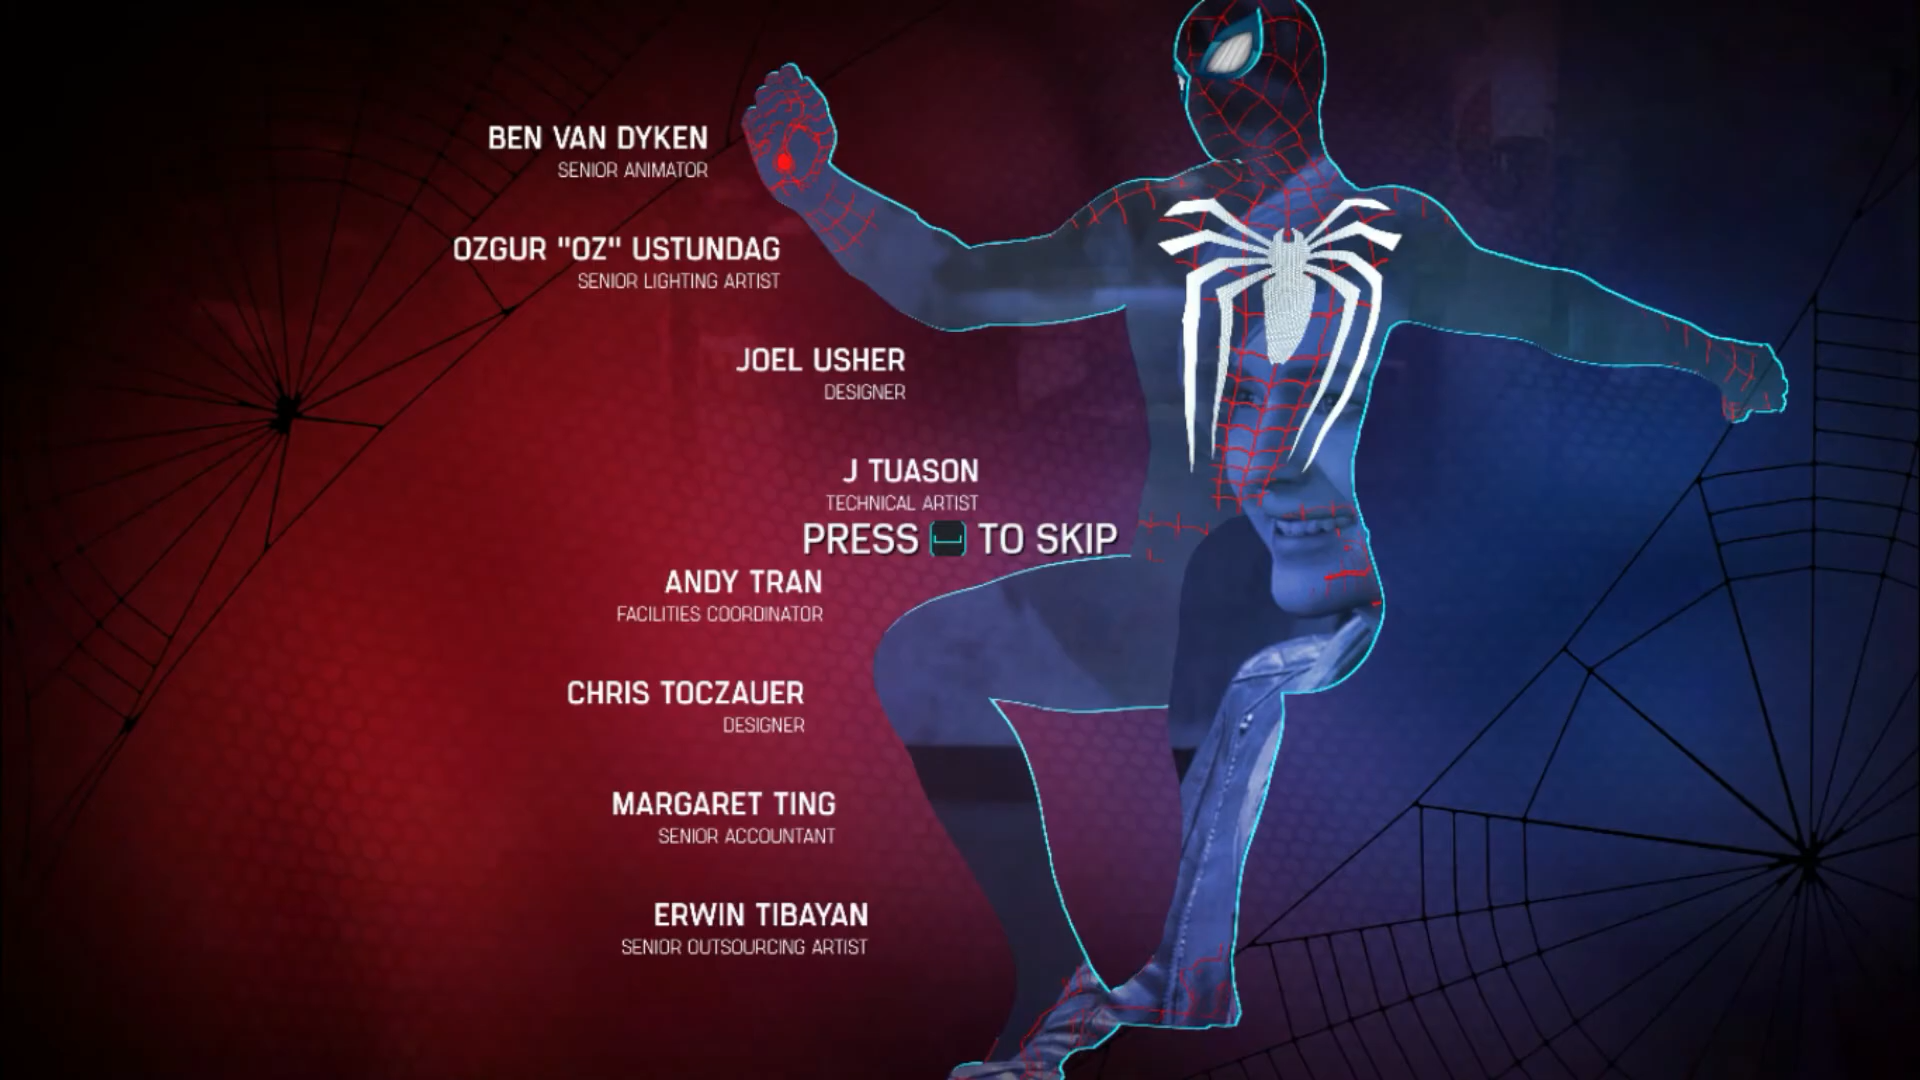 BEN VAN DYKEN
SENIOR ANIMATOR
OZGUR "OZ" USTUNDAG
SENIOR LIGHTING ARTIST
JOEL USHER
DESIGNER
J TUASON
TECHNICAL ARTIST
PRESS TO SKIP
ANDY TRAN
FACILITIES COORDINATOR
CHRIS TOCZAUER
DESIGNER
MARGARET TING
SENIOR ACCOUNTANT
ERWIN TIBAYAN
SENIOR OUTSOURCING ARTIST